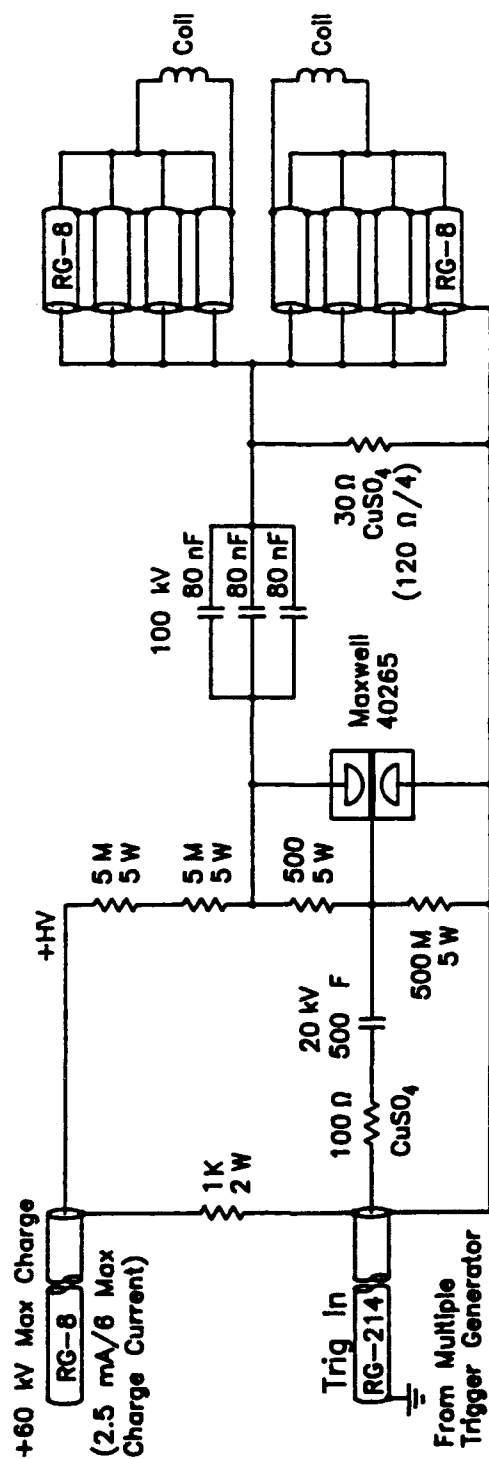 +60 kV Max Charge
RG-8
(2.5 mA/6 Max
Charge Current)
Trig In
RG-214
From Multiple
Trigger Generator
1K
2 W
100 Ω
CuSO₄
20 kV
500 F
+HV
5 M
5 W
5 M
5 W
500
5 W
500 M
5 W
Maxwell
40265
100 kV
80 nF
80 nF
80 nF
30 Ω
CuSO₄
(120 Ω/4)
RG-8
Coil
RG-8
Coil